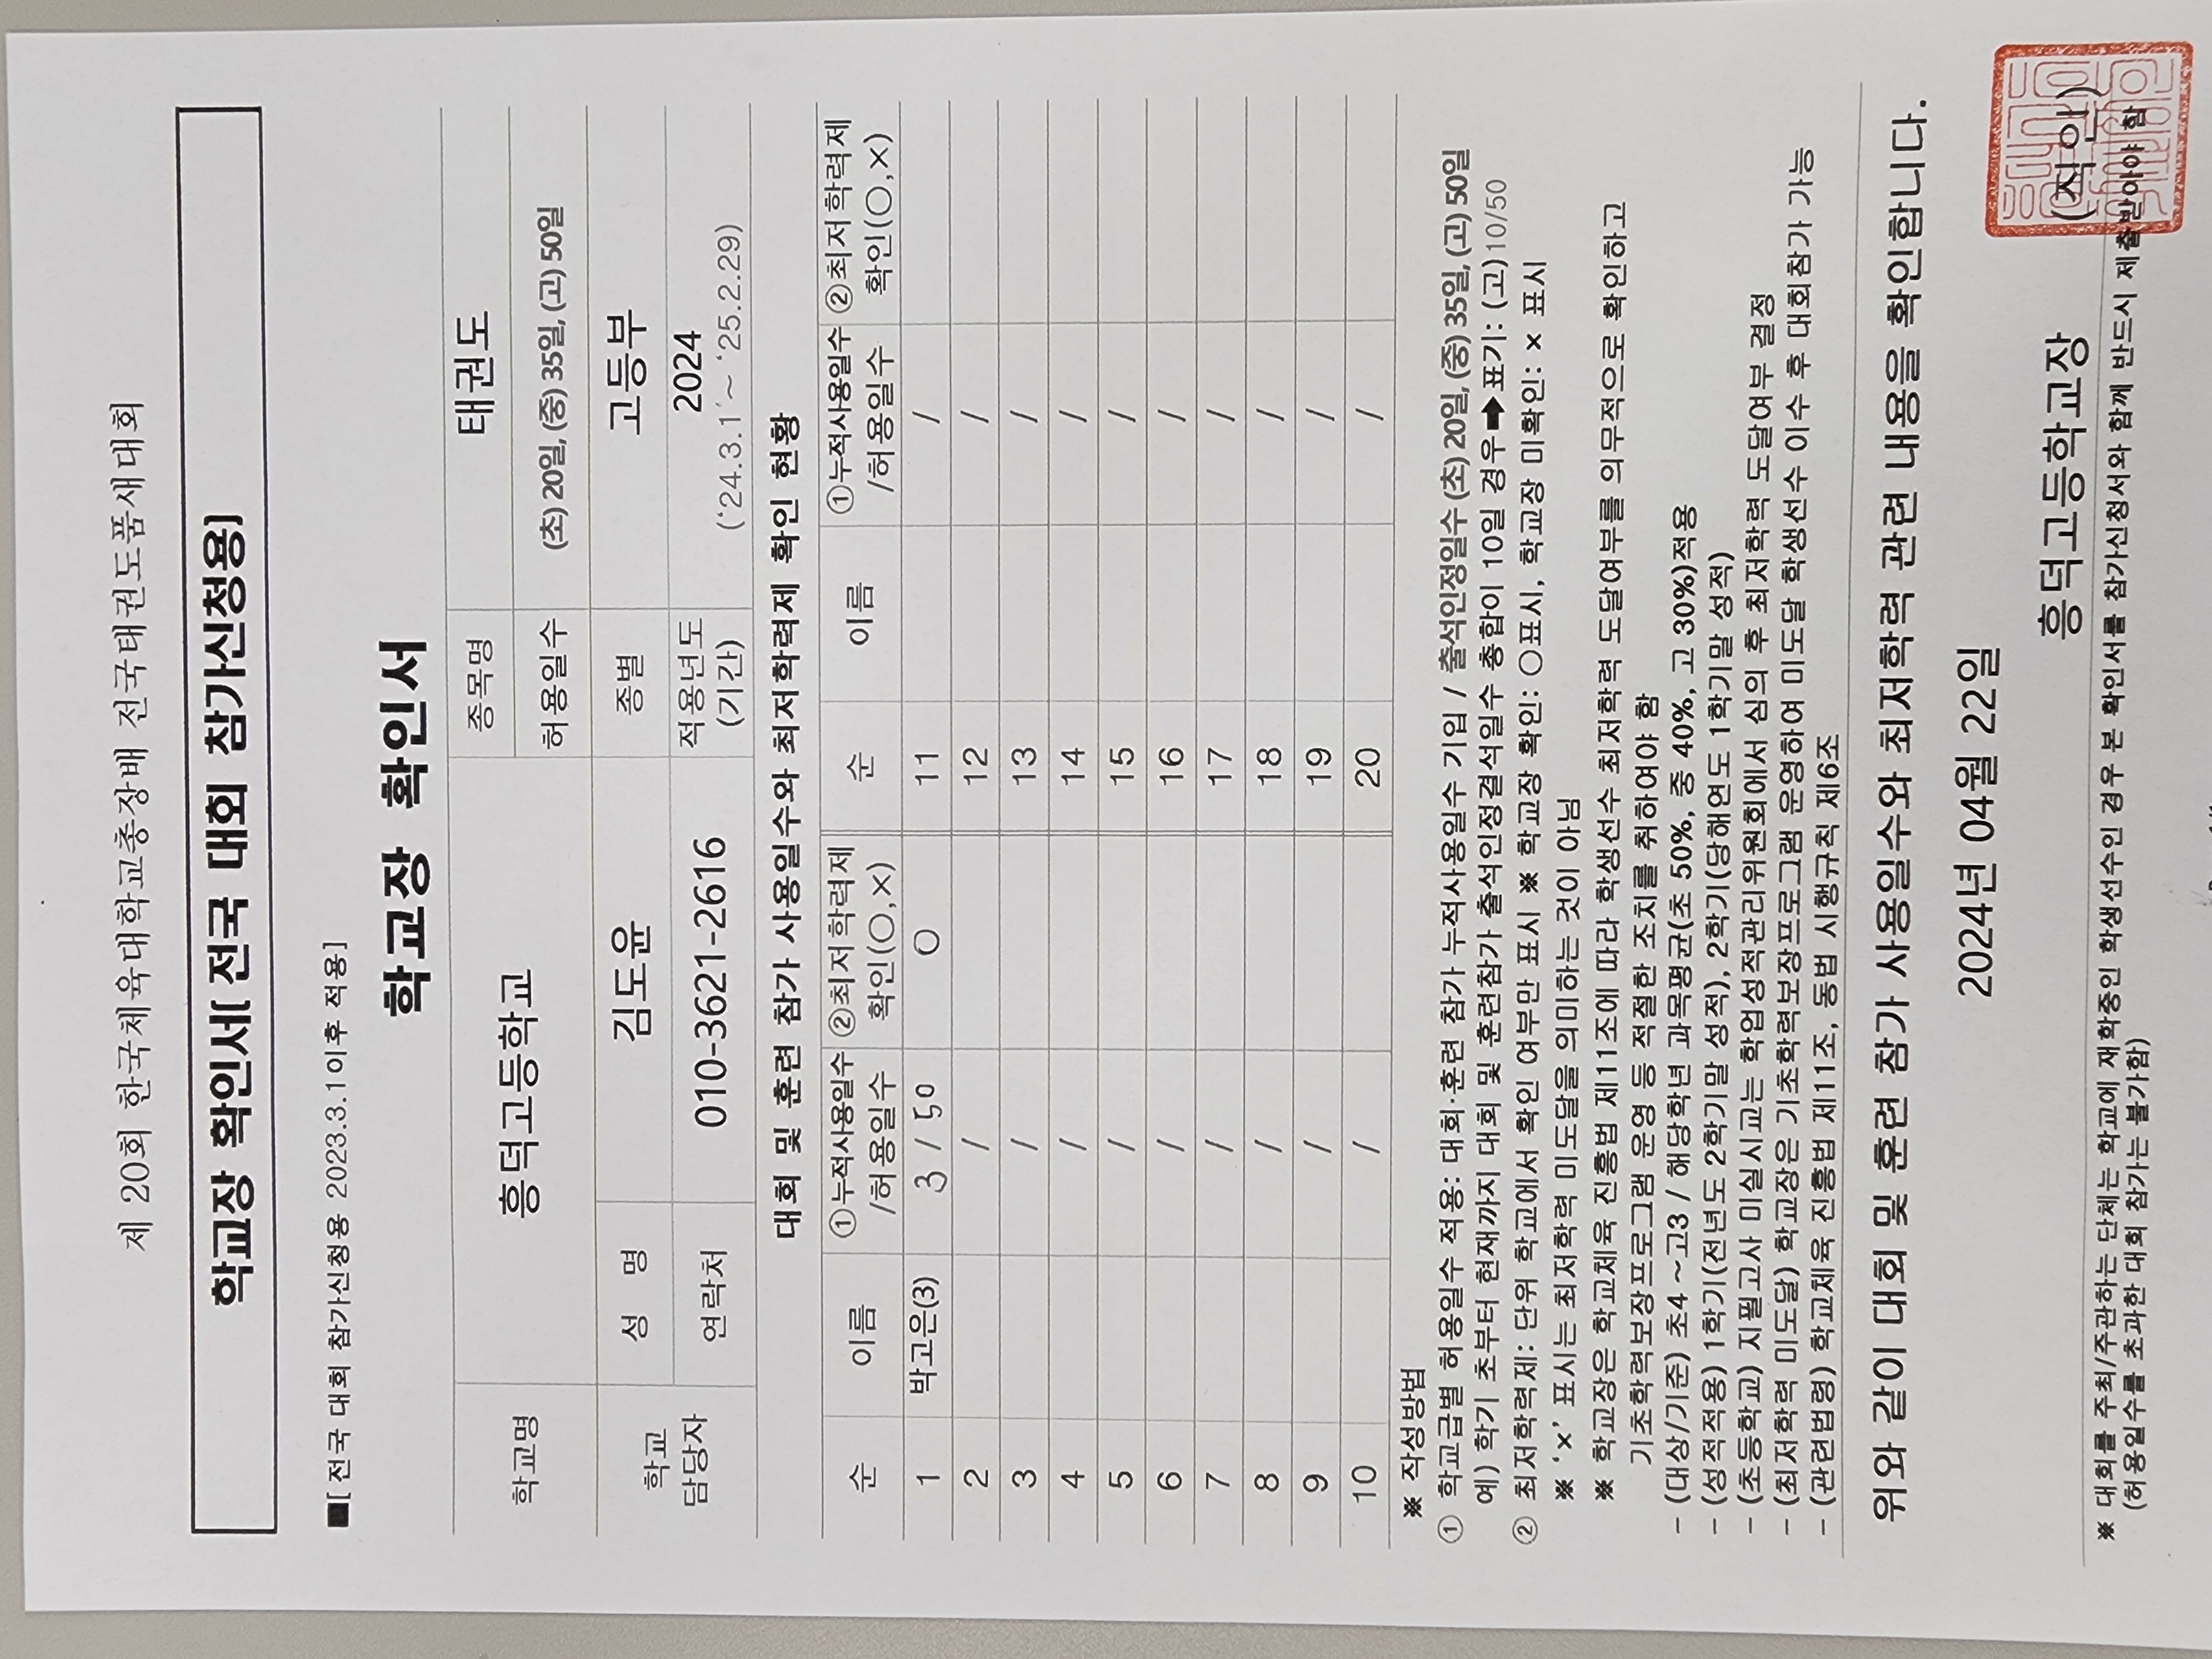 제 20회 한국체육대학교총장배 전국태권도품새대회
학교장 확인서[전국 대회 참가신청용]
■[ 전국 대회 참가신청용 2023.3.1이후 적용]
학교장 확인서
학교명 흥덕고등학교 종목명 태권도
허용일수 (초) 20일, (중) 35일, (고) 50일
학교 담당자 성 명 김도윤 종별 고등부
연락처 010-3621-2616 적용년도 (기간) 2024 ('24.3.1'~ '25.2.29)
대회 및 훈련 참가 사용일수와 최저학력제 확인 현황
순 이름 ①누적사용일수 /허용일수 ②최저학력제 확인(○,×) 순 이름 ①누적사용일수 /허용일수 ②최저학력제 확인(○,×)
1 박고은(3) 3 / 50 ○ 11 /
2 / 12 /
3 / 13 /
4 / 14 /
5 / 15 /
6 / 16 /
7 / 17 /
8 / 18 /
9 / 19 /
10 / 20 /
※ 작성방법
① 학교급별 허용일수 적용: 대회·훈련 참가 누적사용일수 기입 / 출석인정일수 (초) 20일, (중) 35일, (고) 50일
예) 학기 초부터 현재까지 대회 및 훈련참가 출석인정결석일수 총합이 10일 경우 ➡ 표기: (고) 10/50
② 최저학력제: 단위 학교에서 확인 여부만 표시 ※ 학교장 확인: ○표시, 학교장 미확인: × 표시
※ '×' 표시는 최저학력 미도달을 의미하는 것이 아님
※ 학교장은 학교체육 진흥법 제11조에 따라 학생선수 최저학력 도달여부를 의무적으로 확인하고
기초학력보장프로그램 운영 등 적절한 조치를 취하여야 함
- (대상/기준) 초4 ~고3 / 해당학년 과목평균(초 50%, 중 40%, 고 30%)적용
- (성적적용) 1학기(전년도 2학기말 성적), 2학기(당해연도 1학기말 성적)
- (초등학교) 지필고사 미실시교는 학업성적관리위원회에서 심의 후 최저학력 도달여부 결정
- (최저학력 미도달) 학교장은 기초학력보장프로그램 운영하여 미도달 학생선수 이수 후 대회참가 가능
- (관련법령) 학교체육 진흥법 제11조, 동법 시행규칙 제6조
위와 같이 대회 및 훈련 참가 사용일수와 최저학력 관련 내용을 확인합니다.
2024년 04월 22일
흥덕고등학교장 (직인)
※ 대회를 주최/주관하는 단체는 학교에 재학중인 학생선수인 경우 본 확인서를 참가신청서와 함께 반드시 제출받아야 함
(허용일수를 초과한 대회 참가는 불가함)